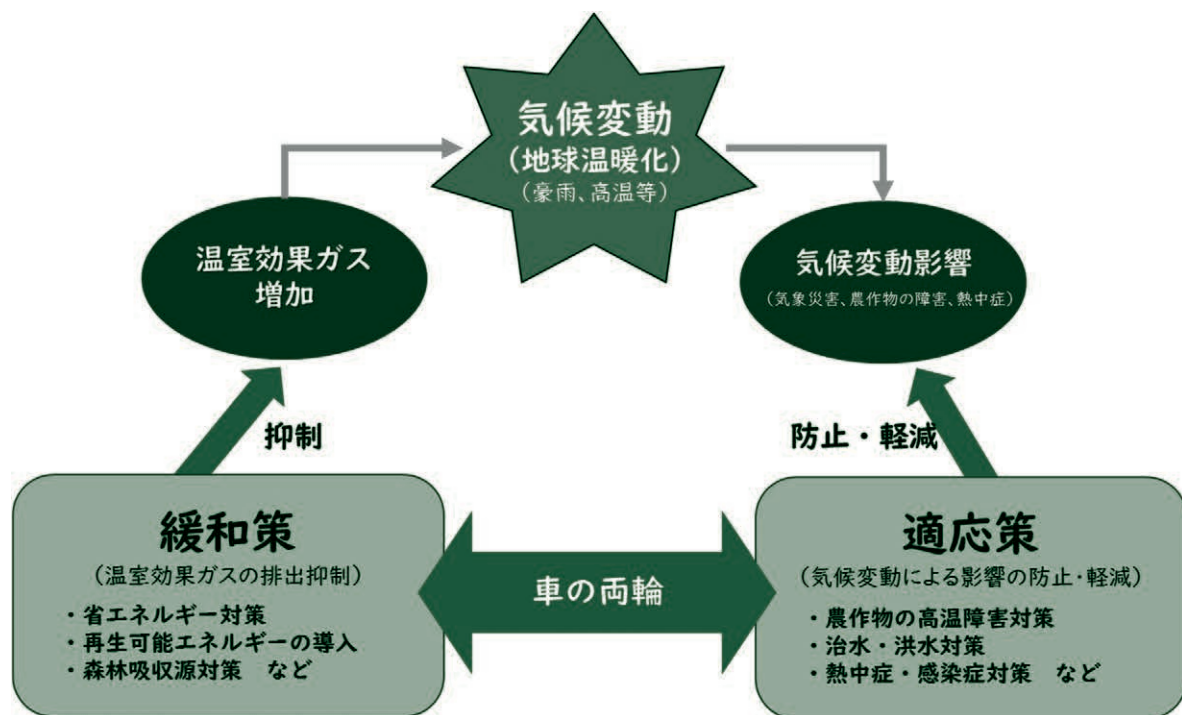 気候変動
(地球温暖化)
(豪雨、高温等)
温室効果ガス
増加
気候変動影響
(気象災害、農作物の障害、熱中症)
抑制
防止・軽減
緩和策
(温室効果ガスの排出抑制)
・省エネルギー対策
・再生可能エネルギーの導入
・森林吸収源対策　など
車の両輪
適応策
(気候変動による影響の防止・軽減)
・農作物の高温障害対策
・治水・洪水対策
・熱中症・感染症対策　など